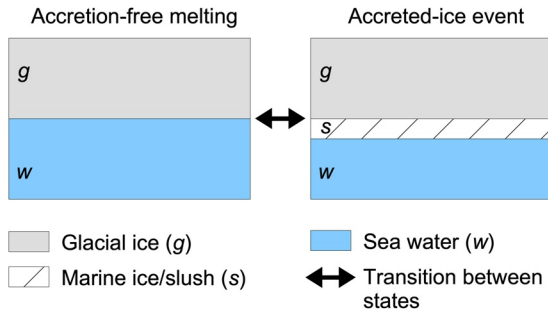 Accretion-free melting
Accreted-ice event
g
g
s
w
w
Glacial ice (g)
Sea water (w)
Marine ice/slush (s)
Transition between
states